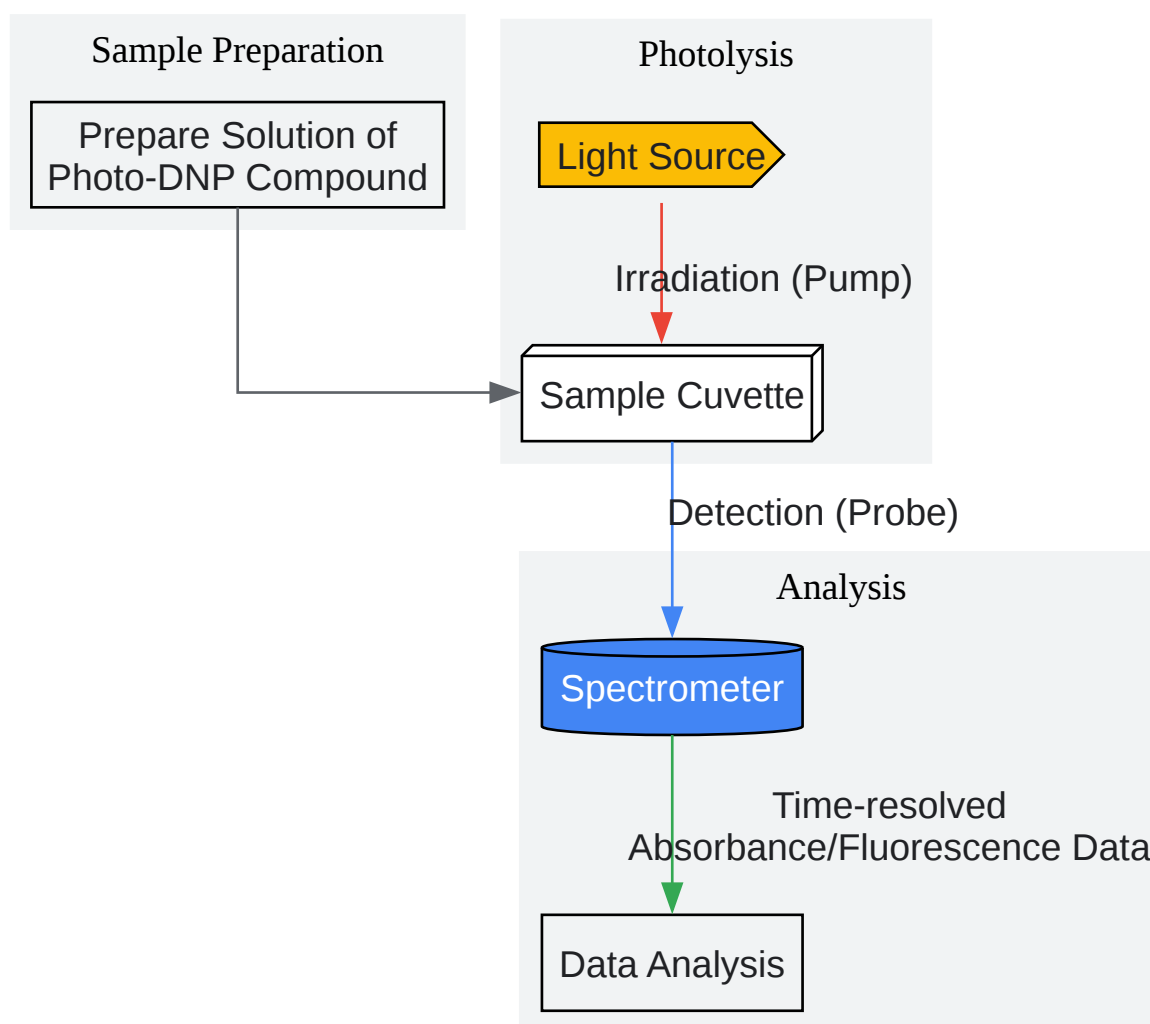 Sample Preparation
Prepare Solution of
Photo-DNP Compound
Photolysis
Light Source
Irradiation (Pump)
Sample Cuvette
Detection (Probe)
Analysis
Spectrometer
Time-resolved
Absorbance/Fluorescence Data
Data Analysis